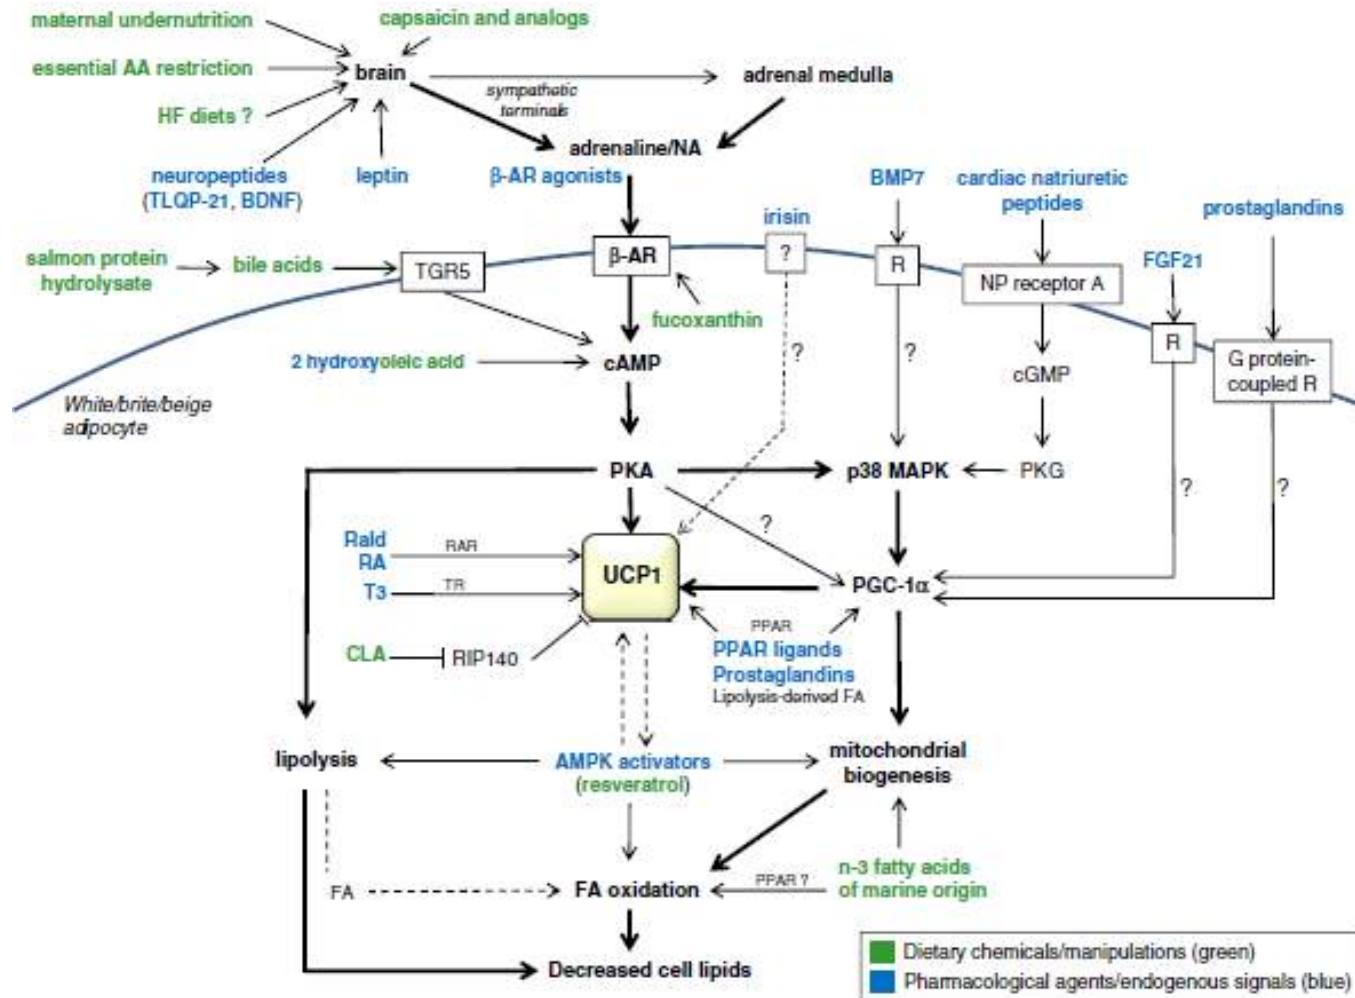 maternal undernutrition
capsaicin and analogs
essential AA restriction
brain
adrenal medulla
sympathetic
terminals
HF diets ?
adrenaline/NA
neuropeptides
(TLQP-21, BDNF)
leptin
β-AR agonists
BMP7
cardiac natriuretic
peptides
irisin
prostaglandins
salmon protein
hydrolysate
bile acids
TGR5
β-AR
?
R
NP receptor A
FGF21
fucoxanthin
R
G protein-
coupled R
2 hydroxyoleic acid
cAMP
?
?
cGMP
White/brite/beige
adipocyte
PKA
p38 MAPK
PKG
?
?
?
Rald
RA
RAR
UCP1
T3
TR
PGC-1α
PPAR
CLA
RIP140
PPAR ligands
Prostaglandins
Lipolysis-derived FA
lipolysis
AMPK activators
(resveratrol)
mitochondrial
biogenesis
FA
FA oxidation
PPAR ?
n-3 fatty acids
of marine origin
Decreased cell lipids
Dietary chemicals/manipulations (green)
Pharmacological agents/endogenous signals (blue)